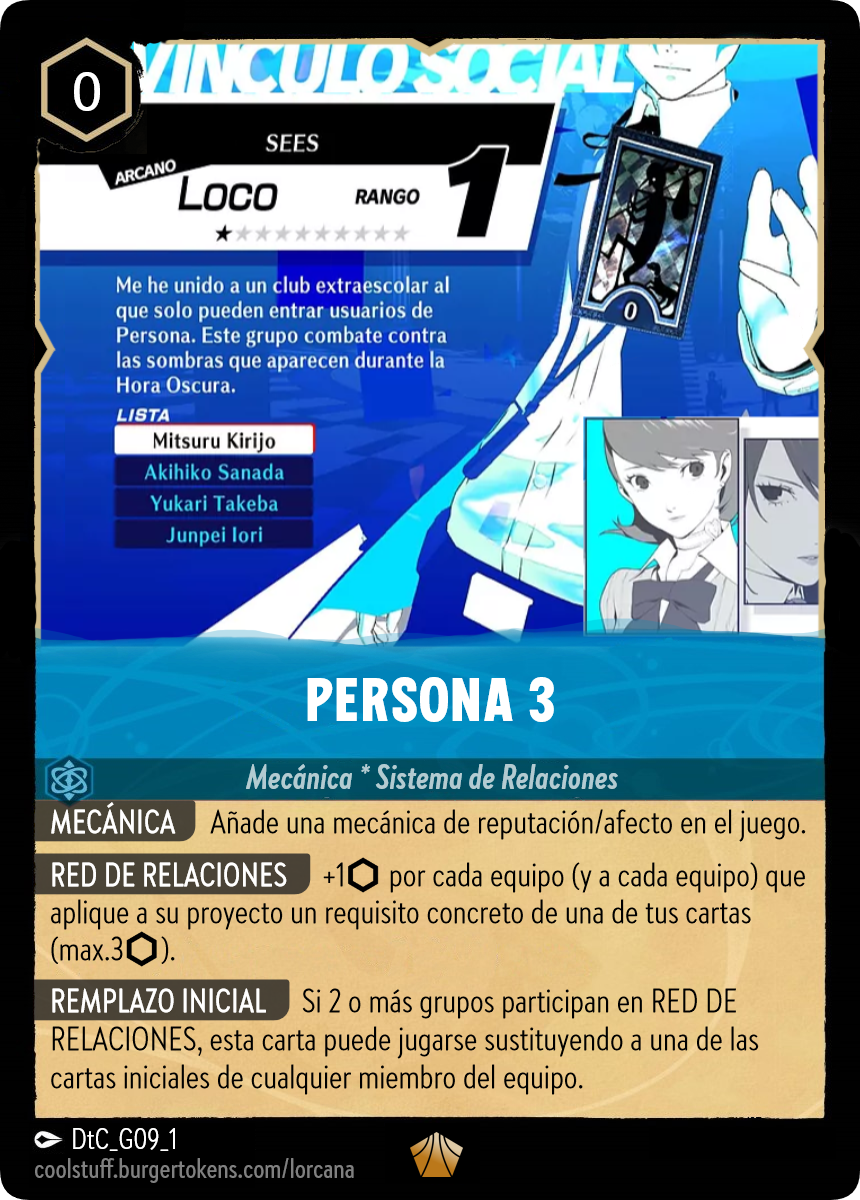 0
VÍNCULO SOCIAL
SEES
ARCANO
LOCO
RANGO
1
0
Me he unido a un club extraescolar al
que solo pueden entrar usuarios de
Persona. Este grupo combate contra
las sombras que aparecen durante la
Hora Oscura.
LISTA
Mitsuru Kirijo
Akihiko Sanada
Yukari Takeba
Junpei Iori
PERSONA 3
Mecánica * Sistema de Relaciones
MECÁNICA Añade una mecánica de reputación/afecto en el juego.
RED DE RELACIONES +1 por cada equipo (y a cada equipo) que
aplique a su proyecto un requisito concreto de una de tus cartas
(max.3 ).
REMPLAZO INICIAL Si 2 o más grupos participan en RED DE
RELACIONES, esta carta puede jugarse sustituyendo a una de las
cartas iniciales de cualquier miembro del equipo.
DtC_G09_1
coolstuff.burgertokens.com/lorcana